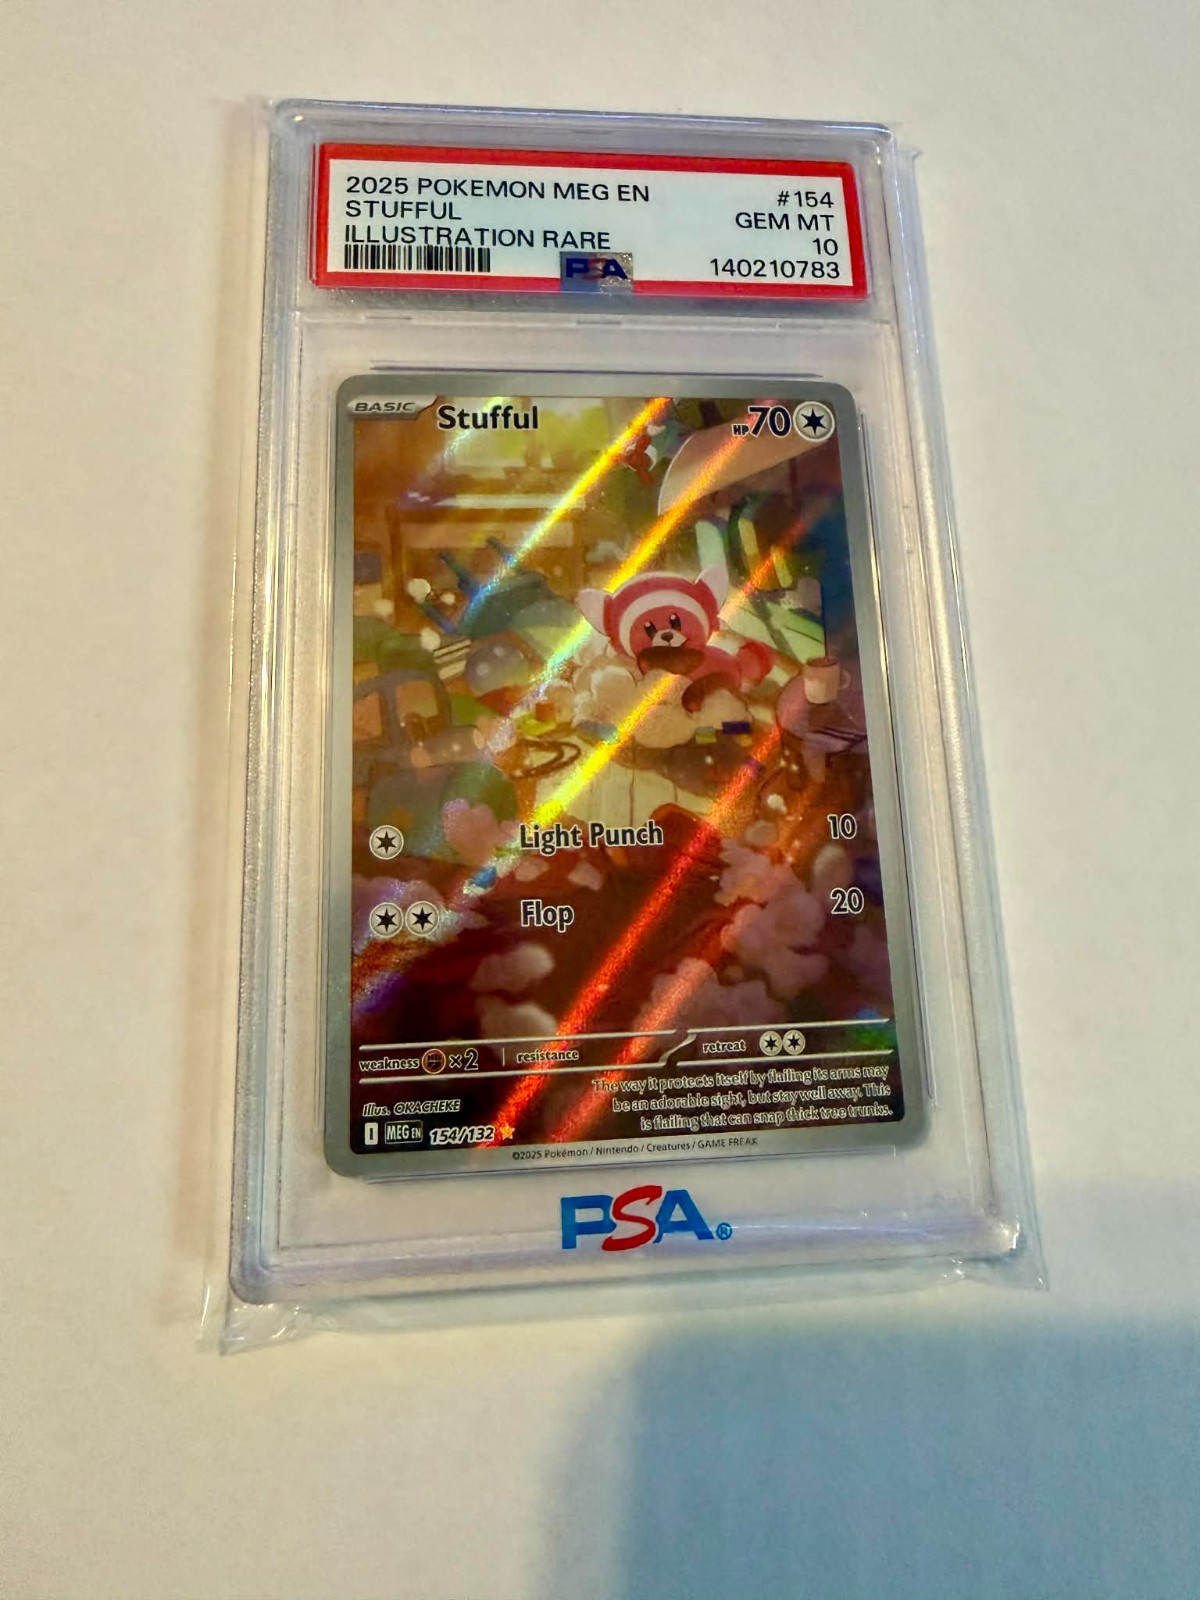 2025 POKEMON MEG EN #154
STUFFUL GEM MT
ILLUSTRATION RARE 10
PSA 140210783
BASIC Stufful HP70
Light Punch 10
Flop 20
weakness ×2 resistance retreat
The way it protects itself by flailing its arms may
be an adorable sight, but stay well away. This
is flailing that can snap thick tree trunks.
Illus. OKACHEKE
I MEG EN 154/132
©2025 Pokémon / Nintendo / Creatures / GAME FREAK
PSA®